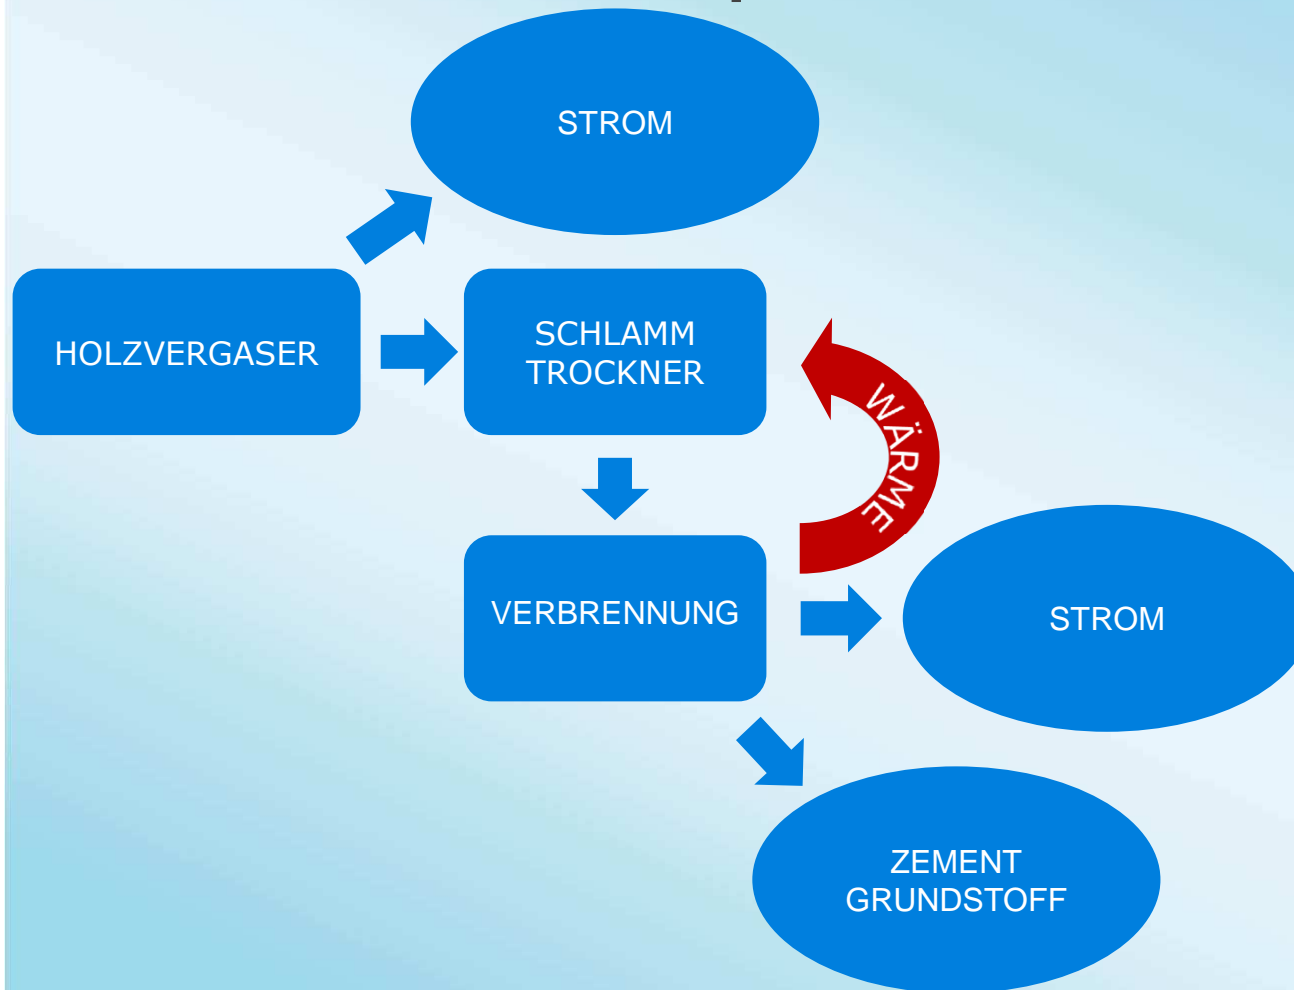 STROM
HOLZVERGASER
SCHLAMM
TROCKNER
WÄRME
VERBRENNUNG
STROM
ZEMENT
GRUNDSTOFF